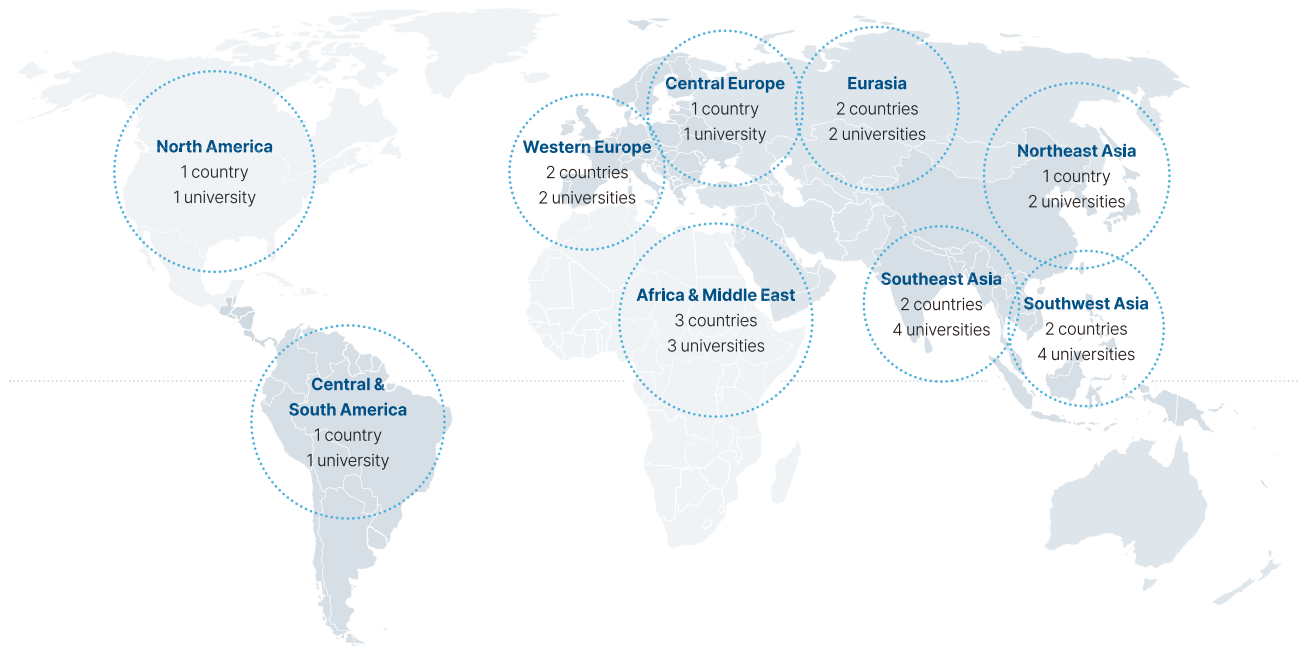 North America
1 country
1 university
Central &
South America
1 country
1 university
Western Europe
2 countries
2 universities
Central Europe
1 country
1 university
Eurasia
2 countries
2 universities
Africa & Middle East
3 countries
3 universities
Northeast Asia
1 country
2 universities
Southeast Asia
2 countries
4 universities
Southwest Asia
2 countries
4 universities